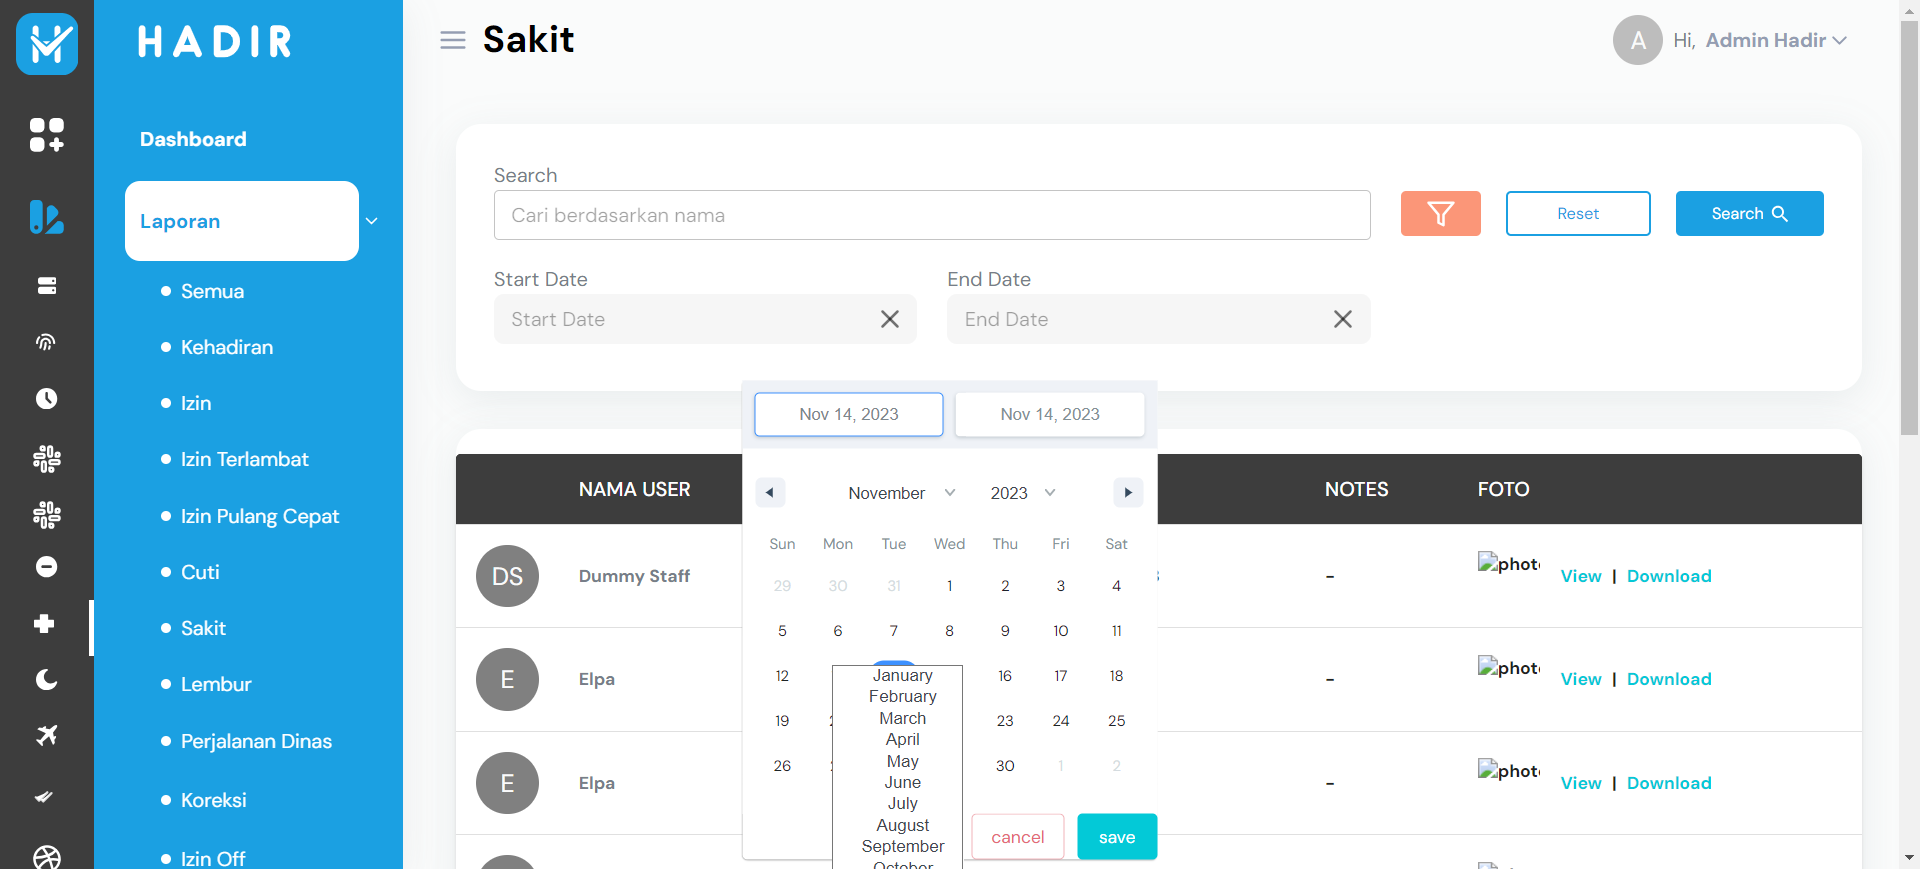 HADIR
Sakit
A
Hi, Admin Hadir
Dashboard
Laporan
Semua
Kehadiran
Izin
Izin Terlambat
Izin Pulang Cepat
Cuti
Sakit
Lembur
Perjalanan Dinas
Koreksi
Izin Off
Search
Cari berdasarkan nama
Reset
Search
Start Date
End Date
Start Date
End Date
Nov 14, 2023
Nov 14, 2023
NAMA USER
NOTES
FOTO
November
2023
Sun Mon Tue Wed Thu Fri Sat
29 30 31 1 2 3 4
5 6 7 8 9 10 11
12 16 17 18
19 23 24 25
26 30 1 2
January
February
March
April
May
June
July
August
September
October
cancel
save
DS Dummy Staff - View | Download
E Elpa - View | Download
E Elpa - View | Download